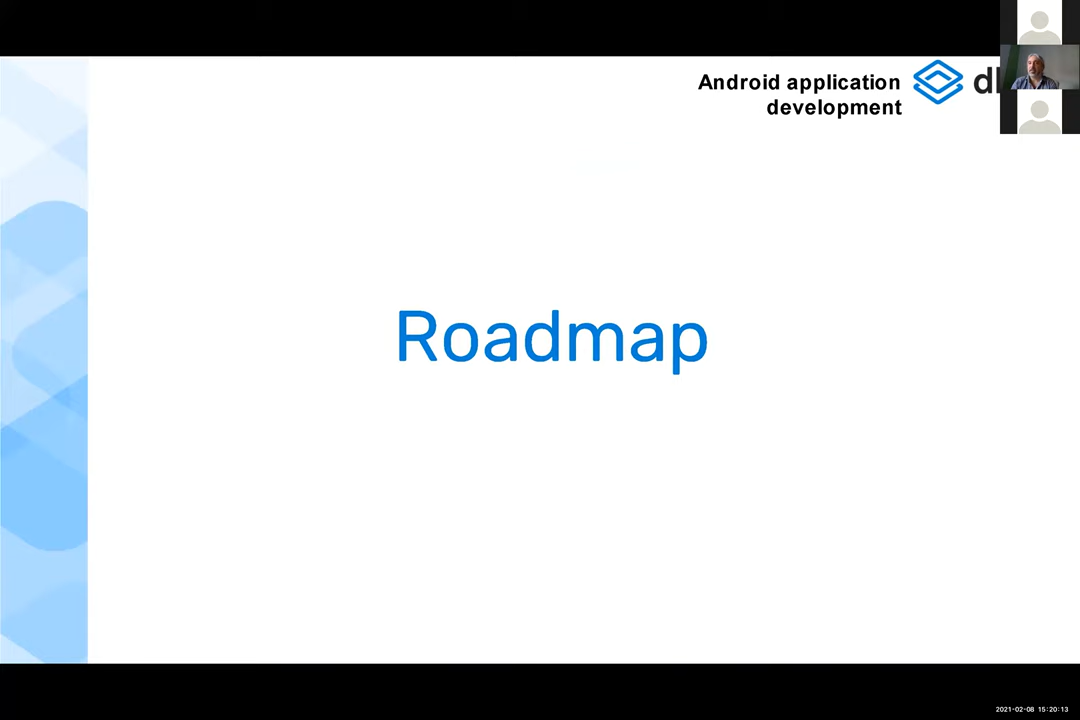 Android application
development
Roadmap
2021-02-08 15:20:13